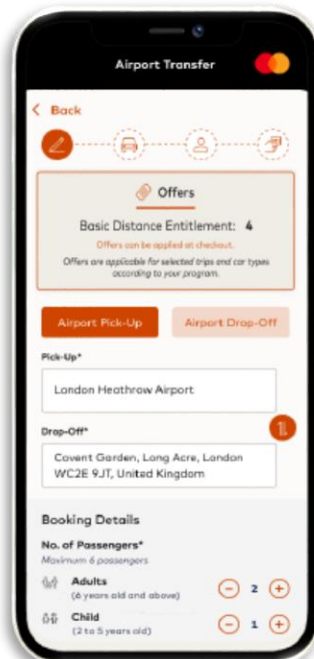 Airport Transfer
Back
Offers
Basic Distance Entitlement: 4
Offers can be applied at checkout.
Offers are applicable for selected trips and car types
according to your program.
Airport Pick-Up
Airport Drop-Off
Pick-Up*
London Heathrow Airport
Drop-Off*
Covent Garden, Long Acre, London
WC2E 9JT, United Kingdom
Booking Details
No. of Passengers*
Maximum 6 passengers
Adults
(6 years old and above)
2
Child
(2 to 5 years old)
1